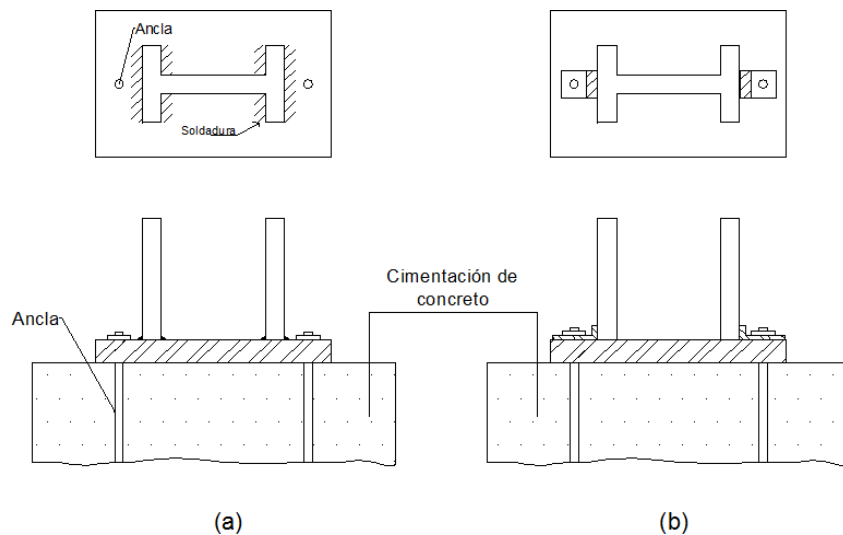 Ancla
Soldadura
Cimentación de
concreto
Ancla
(a)
(b)